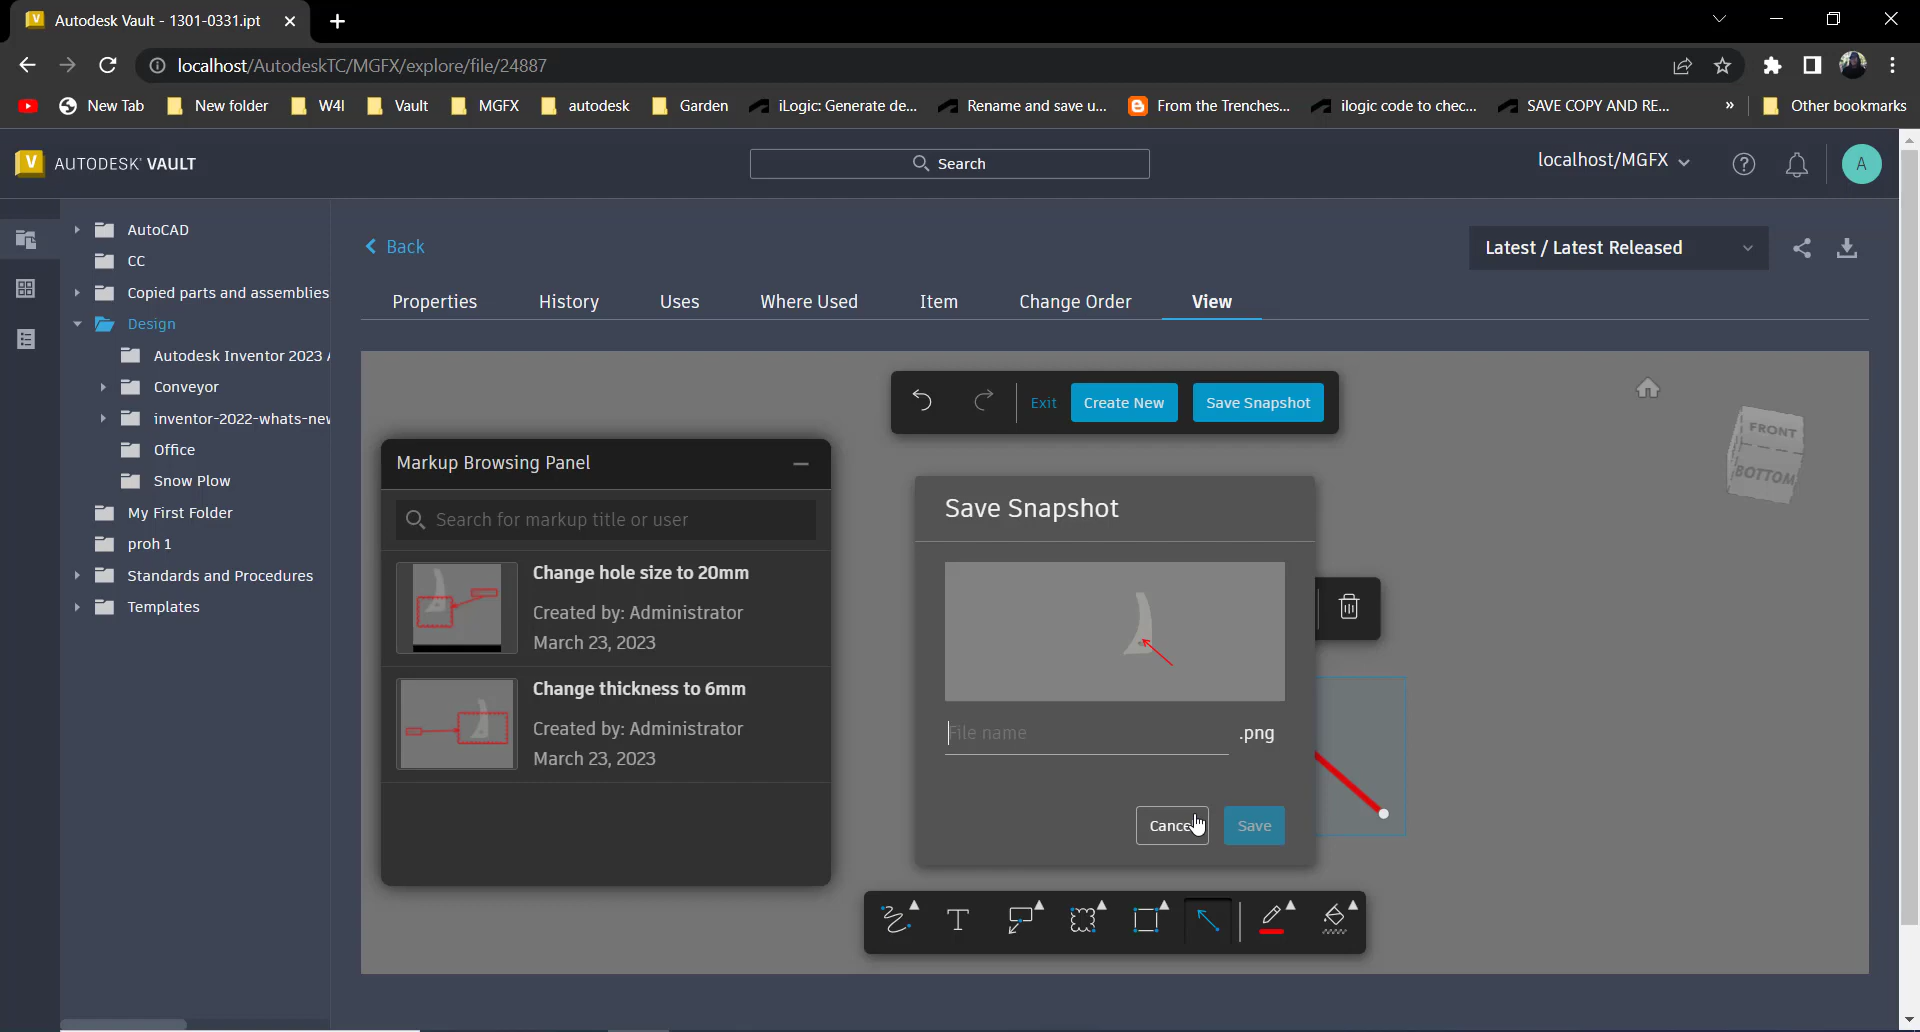 Autodesk Vault - 1301-0331.ipt
localhost/AutodeskTC/MGFX/explore/file/24887
New Tab
New folder
W4I
Vault
MGFX
autodesk
Garden
iLogic: Generate de...
Rename and save u...
From the Trenches...
ilogic code to chec...
SAVE COPY AND RE...
»
Other bookmarks
V
AUTODESK VAULT
Search
localhost/MGFX
A
AutoCAD
CC
Copied parts and assemblies
Design
Autodesk Inventor 2023
Conveyor
inventor-2022-whats-new
Office
Snow Plow
My First Folder
proh 1
Standards and Procedures
Templates
Back
Latest / Latest Released
Properties
History
Uses
Where Used
Item
Change Order
View
Exit
Create New
Save Snapshot
FRONT
BOTTOM
Markup Browsing Panel
Search for markup title or user
Change hole size to 20mm
Created by: Administrator
March 23, 2023
Change thickness to 6mm
Created by: Administrator
March 23, 2023
Save Snapshot
File name
.png
Cancel
Save
T